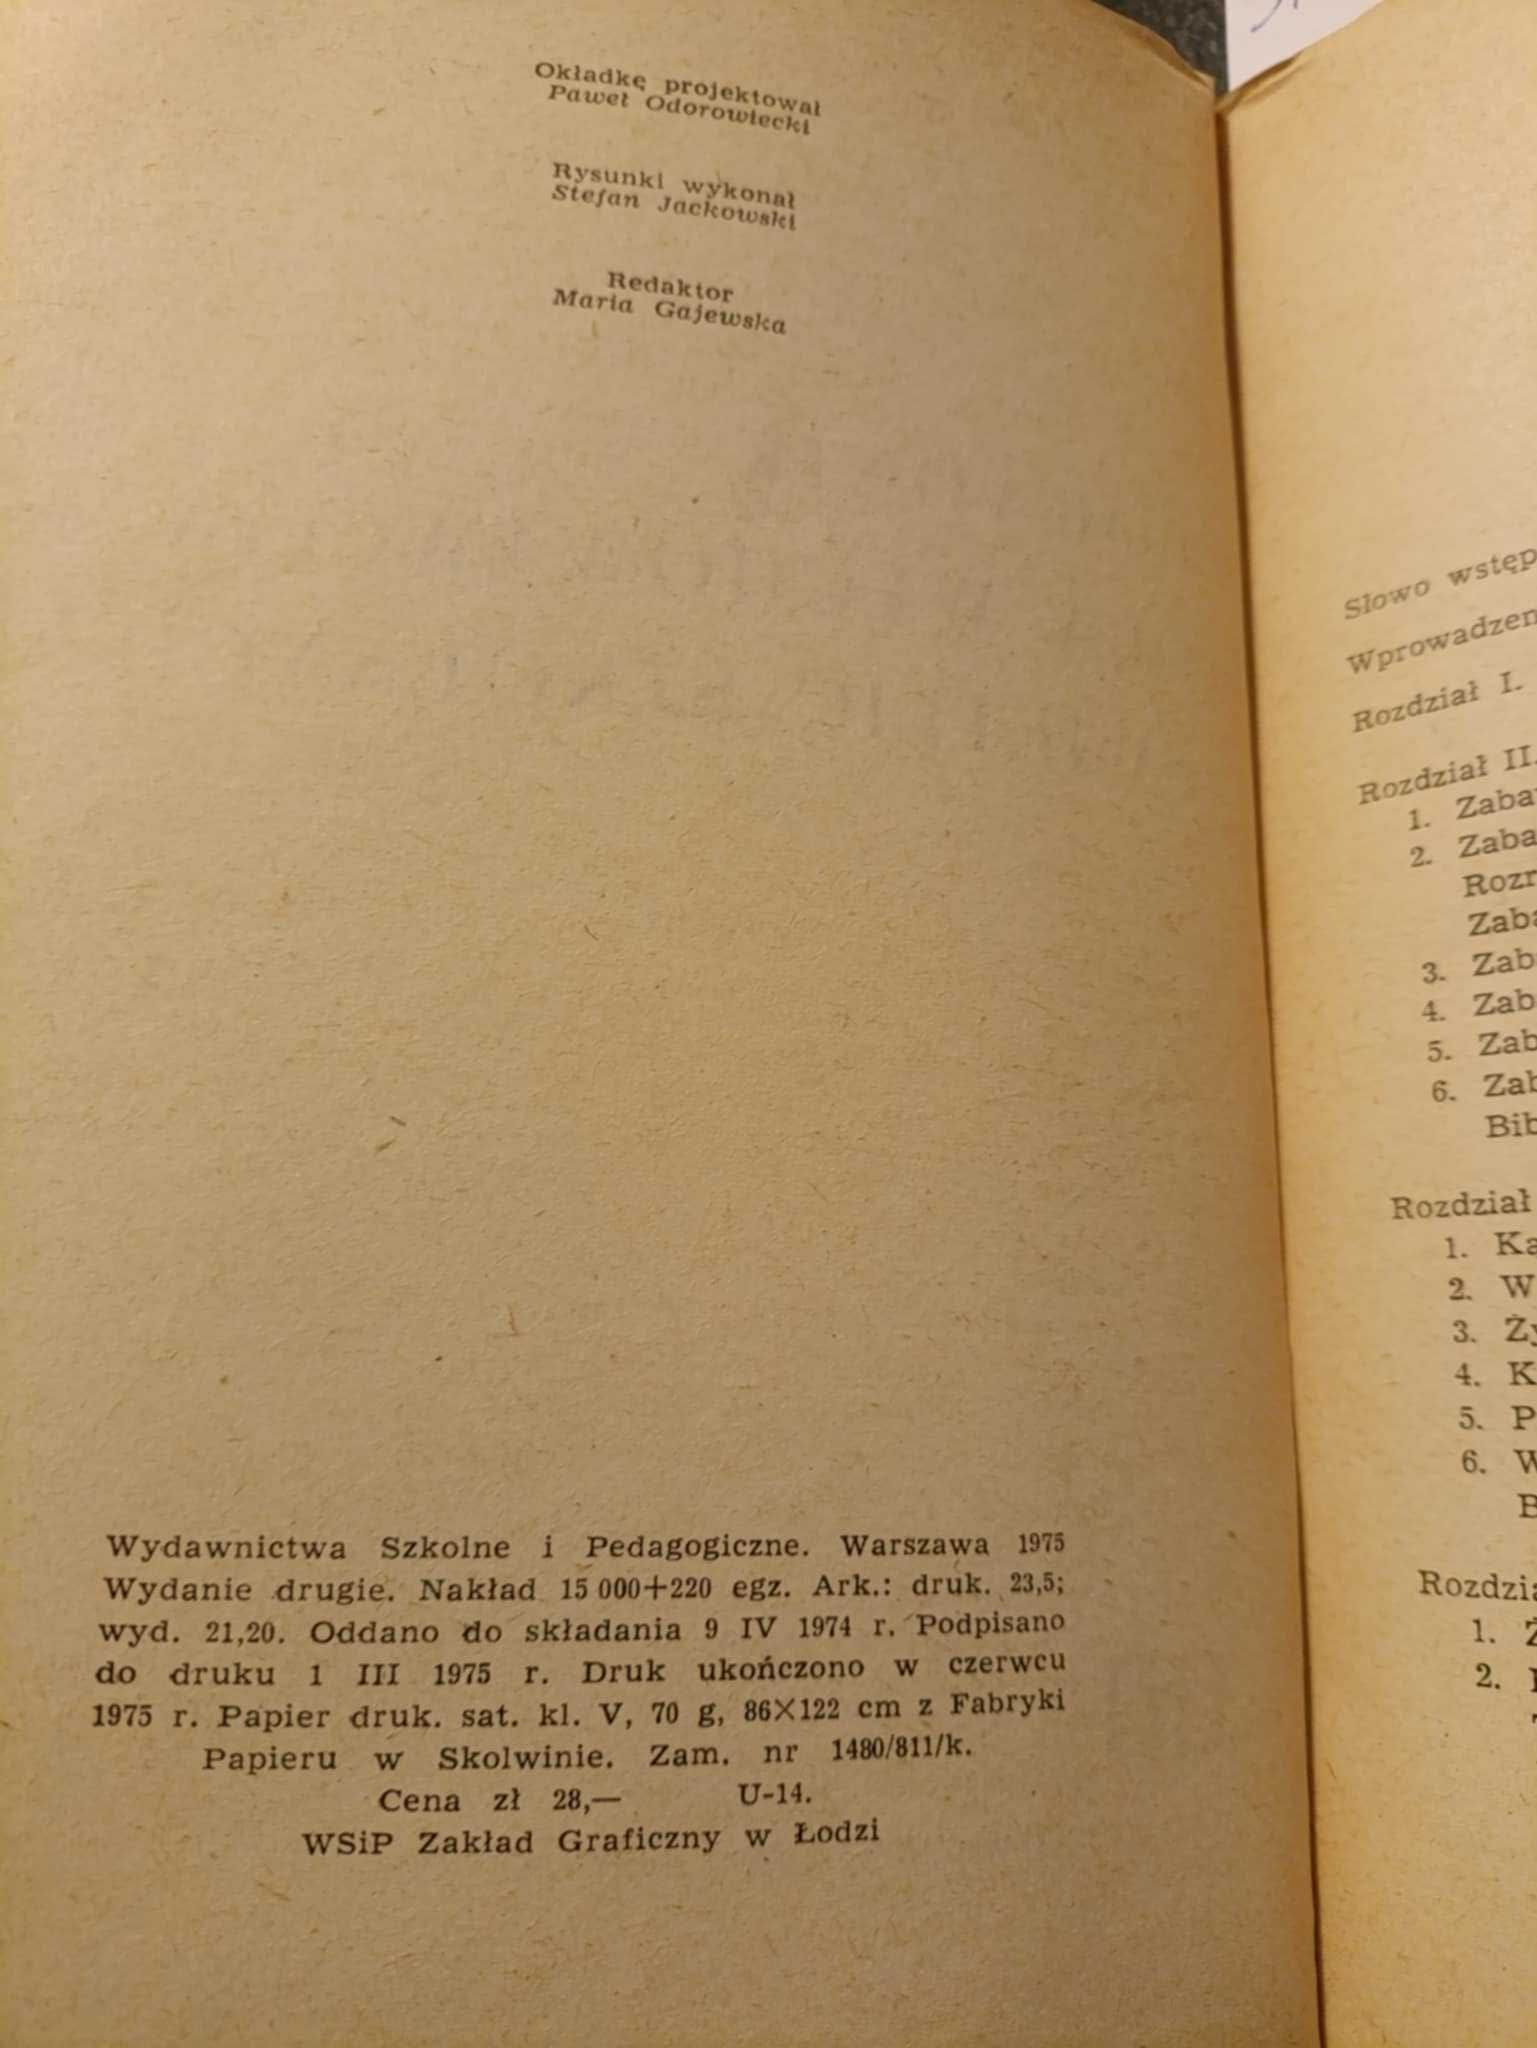 Okładkę projektował
Paweł Odorowiecki
Rysunki wykonał
Stefan Jackowski
Redaktor
Maria Gajewska
Wydawnictwa Szkolne i Pedagogiczne. Warszawa 1975
Wydanie drugie. Nakład 15 000+220 egz. Ark.: druk. 23,5;
wyd. 21,20. Oddano do składania 9 IV 1974 r. Podpisano
do druku 1 III 1975 r. Druk ukończono w czerwcu
1975 r. Papier druk. sat. kl. V, 70 g, 86×122 cm z Fabryki
Papieru w Skolwinie. Zam. nr 1480/811/k.
Cena zł 28,— U-14.
WSiP Zakład Graficzny w Łodzi
Słowo wstęp
Wprowadzen
Rozdział I.
Rozdział II.
1. Zaba
2. Zaba
Roz
Zaba
3. Zab
4. Zab
5. Zab
6. Zab
Bib
Rozdział
1. Ka
2. W
3. Ży
4. K
5. P
6. W
B
Rozdzia
1. Ż
2.